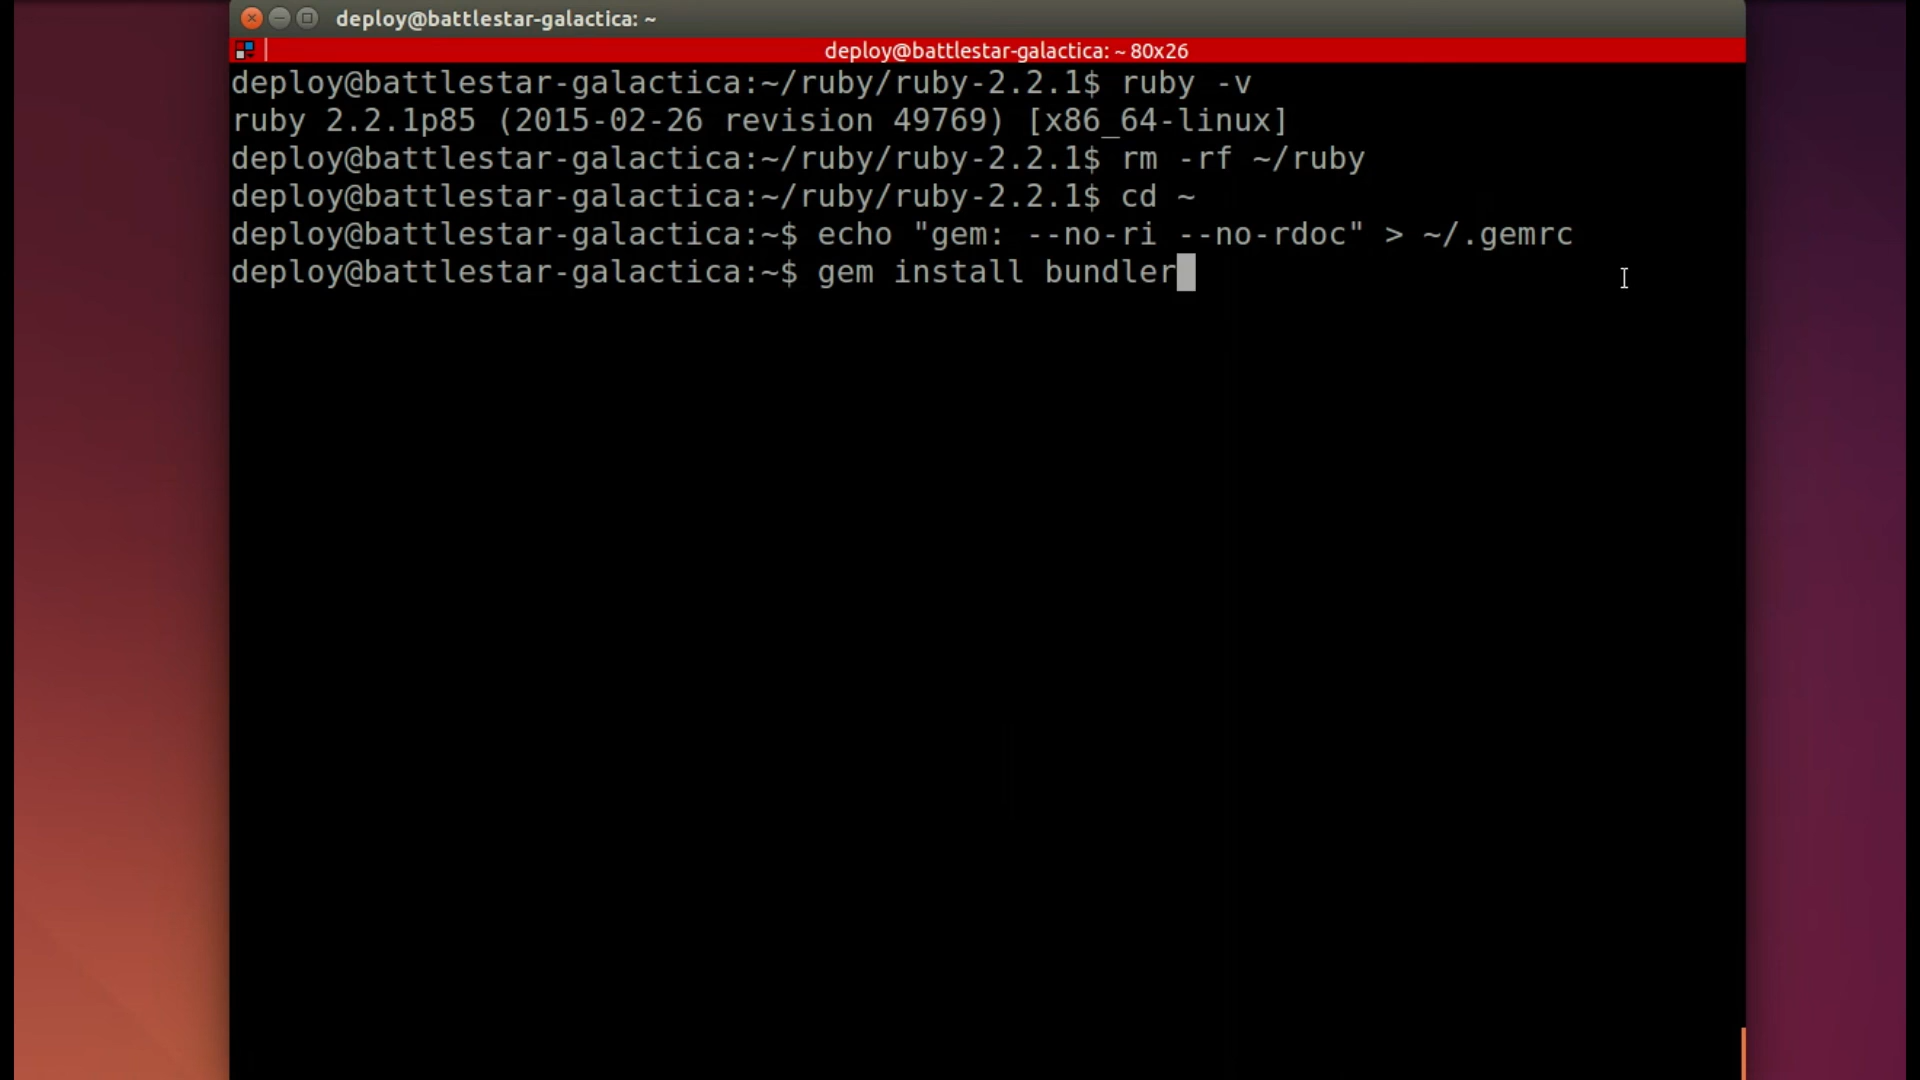 deploy@battlestar-galactica: ~
deploy@battlestar-galactica: ~ 80x26
deploy@battlestar-galactica:~/ruby/ruby-2.2.1$ ruby -v
ruby 2.2.1p85 (2015-02-26 revision 49769) [x86_64-linux]
deploy@battlestar-galactica:~/ruby/ruby-2.2.1$ rm -rf ~/ruby
deploy@battlestar-galactica:~/ruby/ruby-2.2.1$ cd ~
deploy@battlestar-galactica:~$ echo "gem: --no-ri --no-rdoc" > ~/.gemrc
deploy@battlestar-galactica:~$ gem install bundler